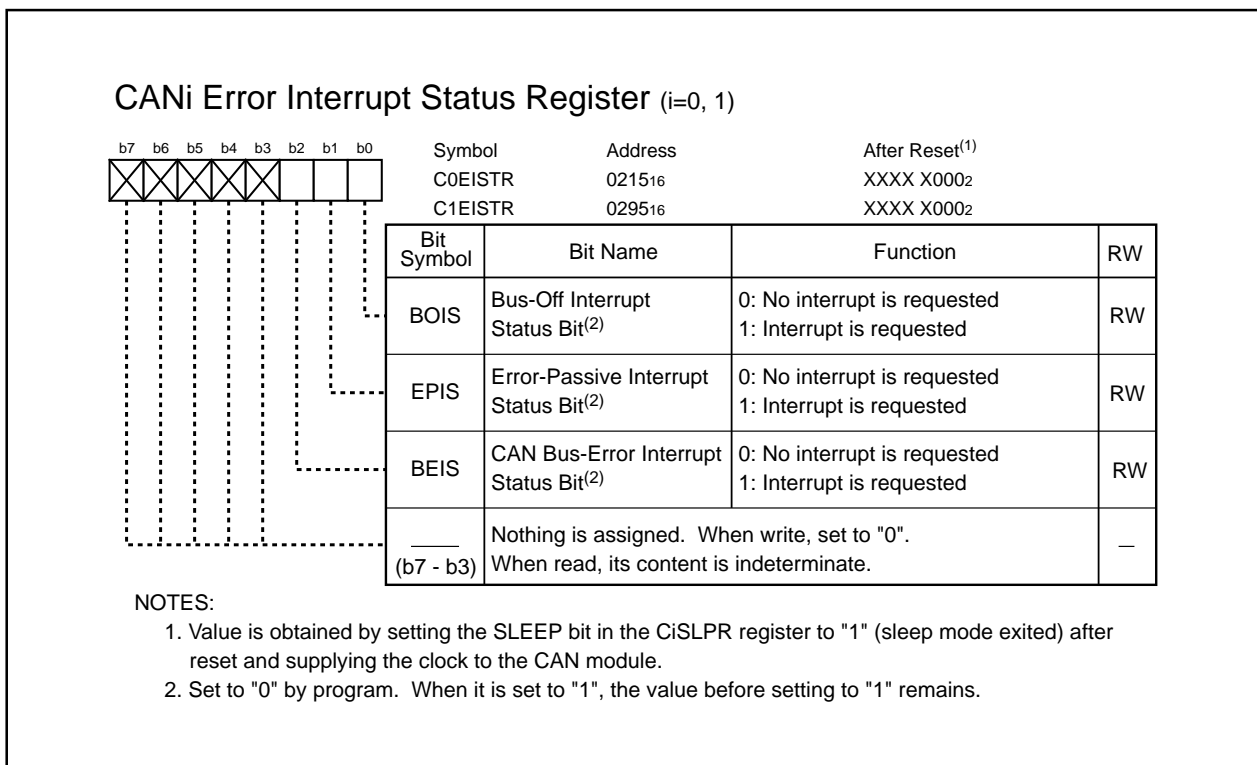 CANi Error Interrupt Status Register (i=0, 1)
b7 b6 b5 b4 b3 b2 b1 b0
Symbol Address After Reset(1)
C0EISTR 021516 XXXX X0002
C1EISTR 029516 XXXX X0002
Bit Symbol Bit Name Function RW
BOIS
Bus-Off Interrupt
Status Bit(2)
0: No interrupt is requested
1: Interrupt is requested
RW
EPIS
Error-Passive Interrupt
Status Bit(2)
0: No interrupt is requested
1: Interrupt is requested
RW
BEIS
CAN Bus-Error Interrupt
Status Bit(2)
0: No interrupt is requested
1: Interrupt is requested
RW
(b7 - b3)
Nothing is assigned. When write, set to "0".
When read, its content is indeterminate.
—
NOTES:
1. Value is obtained by setting the SLEEP bit in the CiSLPR register to "1" (sleep mode exited) after
reset and supplying the clock to the CAN module.
2. Set to "0" by program. When it is set to "1", the value before setting to "1" remains.